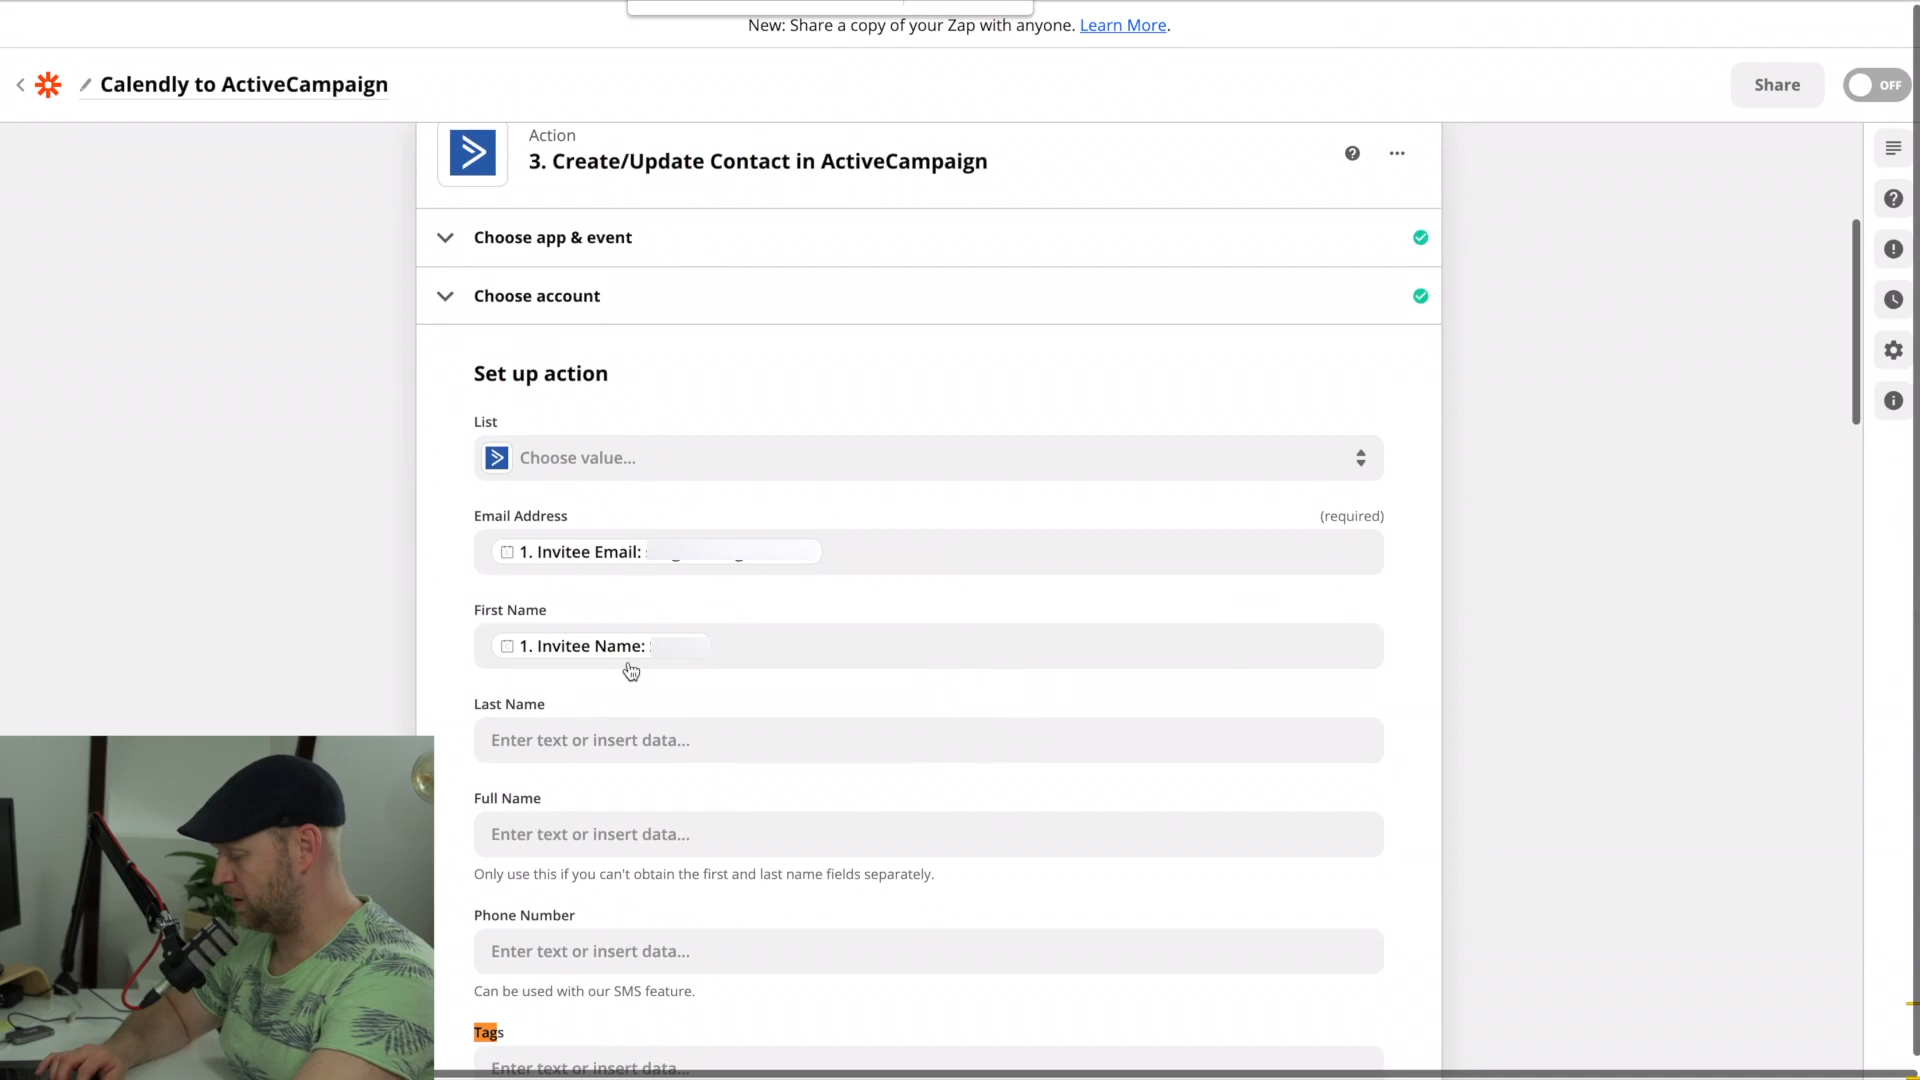 New: Share a copy of your Zap with anyone. Learn More.
Calendly to ActiveCampaign
Share
OFF
Action
3. Create/Update Contact in ActiveCampaign
Choose app & event
Choose account
Set up action
List
Choose value...
Email Address
(required)
1. Invitee Email:
First Name
1. Invitee Name:
Last Name
Enter text or insert data...
Full Name
Enter text or insert data...
Only use this if you can't obtain the first and last name fields separately.
Phone Number
Enter text or insert data...
Can be used with our SMS feature.
Tags
Enter text or insert data...